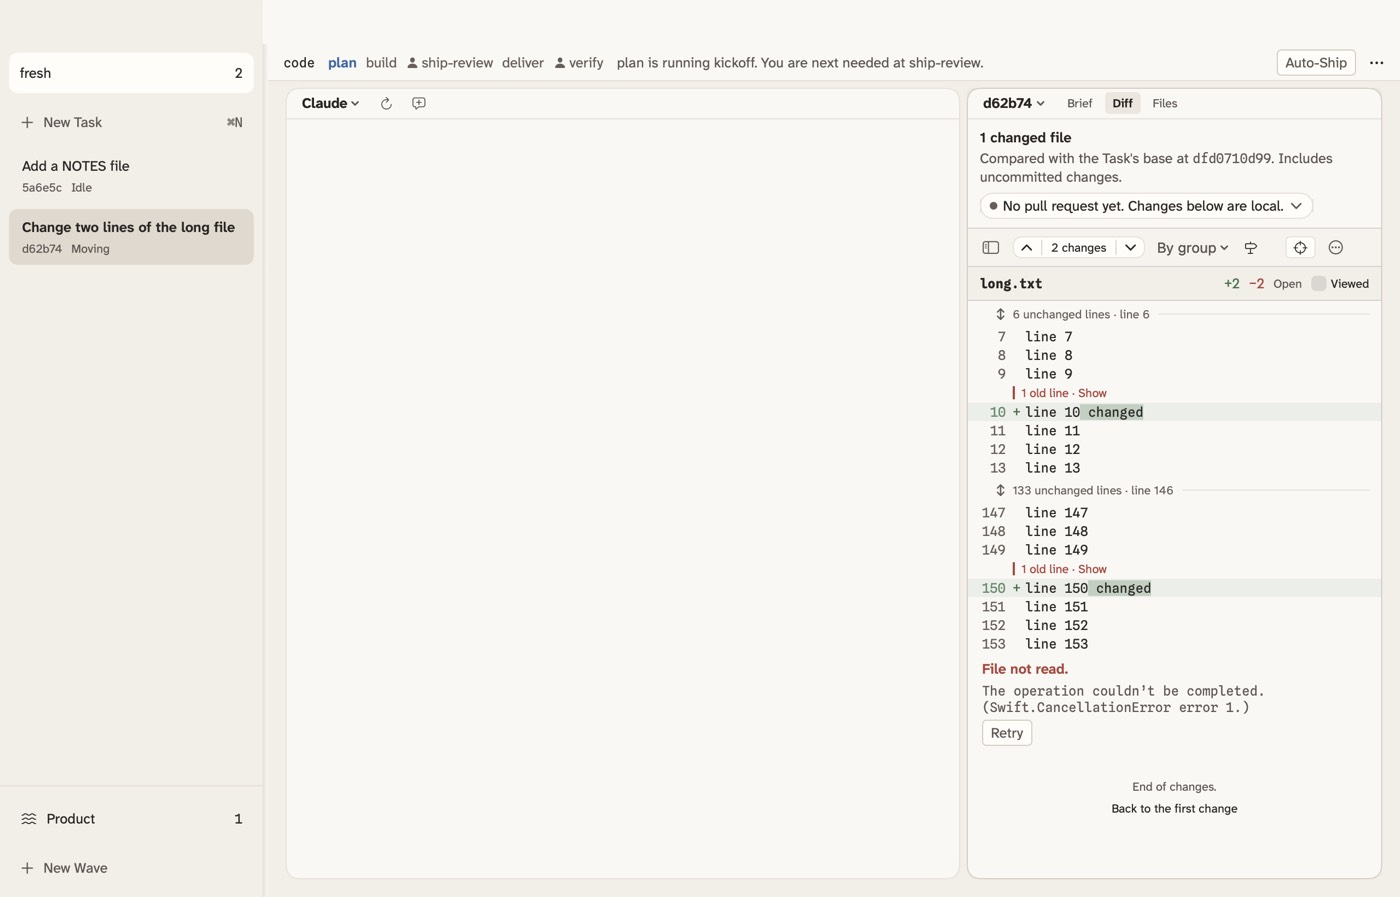 fresh 2
New Task ⌘N
Add a NOTES file
5a6e5c Idle
Change two lines of the long file
d62b74 Moving
Product 1
New Wave
code plan build ship-review deliver verify plan is running kickoff. You are next needed at ship-review.
Auto-Ship
Claude
d62b74 Brief Diff Files
1 changed file
Compared with the Task's base at dfd0710d99. Includes
uncommitted changes.
No pull request yet. Changes below are local.
2 changes By group
long.txt +2 −2 Open Viewed
6 unchanged lines · line 6
7 line 7
8 line 8
9 line 9
1 old line · Show
10 + line 10 changed
11 line 11
12 line 12
13 line 13
133 unchanged lines · line 146
147 line 147
148 line 148
149 line 149
1 old line · Show
150 + line 150 changed
151 line 151
152 line 152
153 line 153
File not read.
The operation couldn’t be completed.
(Swift.CancellationError error 1.)
Retry
End of changes.
Back to the first change